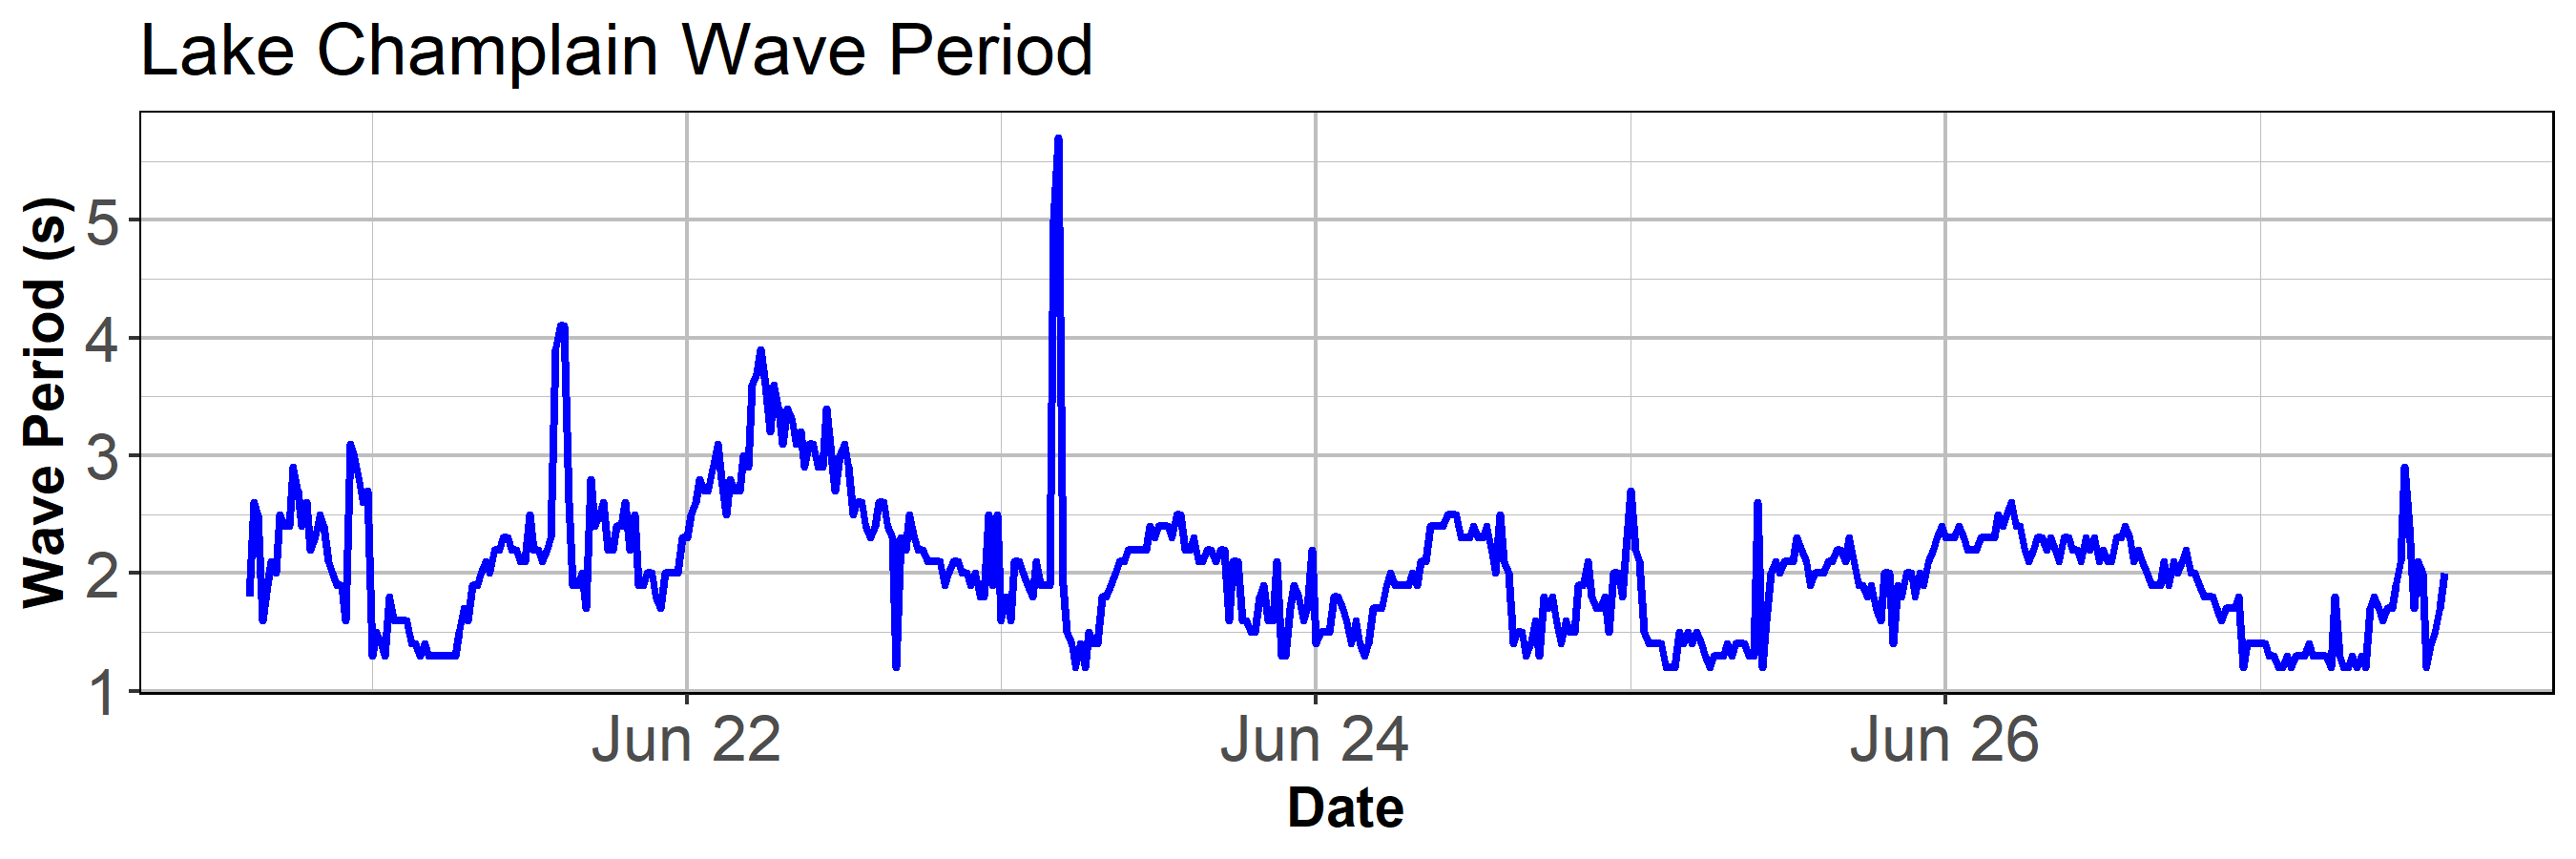 Lake Champlain Wave Period
Wave Period (s)
5
4
3
2
1
Jun 22
Jun 24
Jun 26
Date